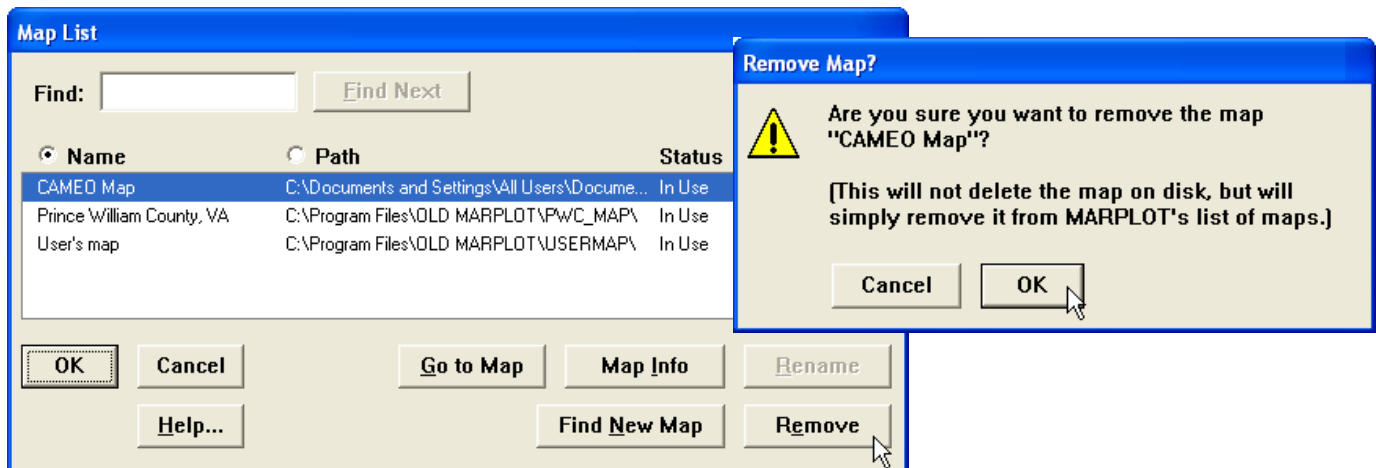 Map List
Find:
Find Next
Name Path Status
CAMEO Map C:\Documents and Settings\All Users\Docume... In Use
Prince William County, VA C:\Program Files\OLD MARPLOT\PWC_MAP\ In Use
User's map C:\Program Files\OLD MARPLOT\USERMAP\ In Use
OK Cancel Go to Map Map Info Rename
Help... Find New Map Remove
Remove Map?
Are you sure you want to remove the map
"CAMEO Map"?
(This will not delete the map on disk, but will
simply remove it from MARPLOT's list of maps.)
Cancel OK